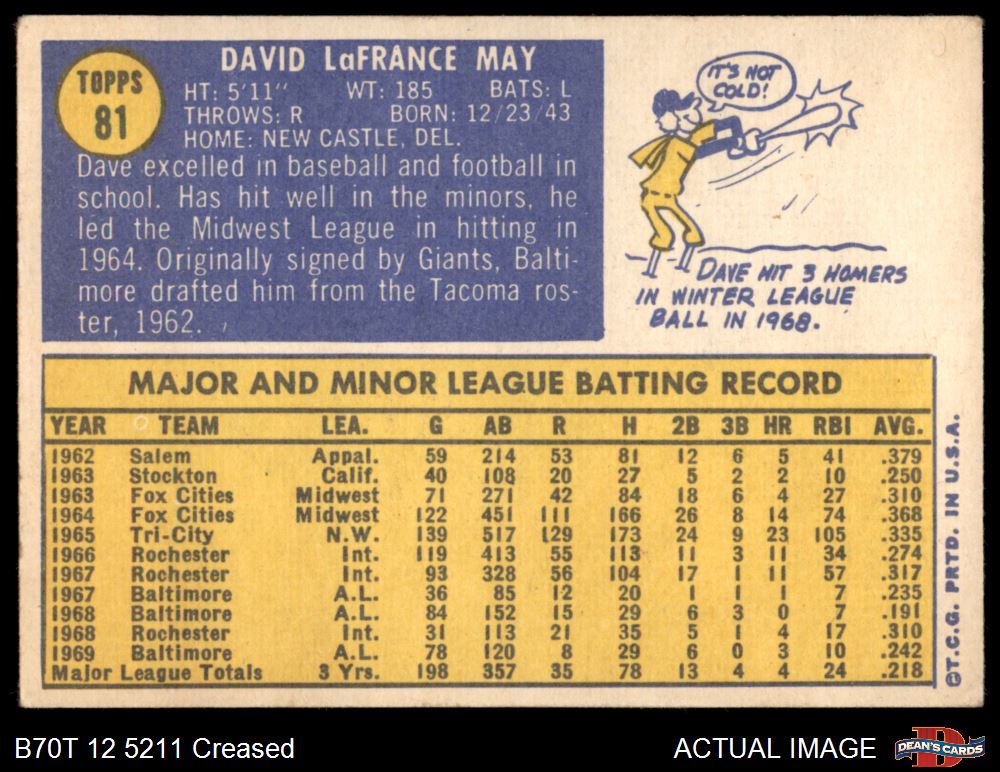 TOPPS
81
DAVID LaFRANCE MAY
HT: 5'11" WT: 185 BATS: L
THROWS: R BORN: 12/23/43
HOME: NEW CASTLE, DEL.
Dave excelled in baseball and football in
school. Has hit well in the minors, he
led the Midwest League in hitting in
1964. Originally signed by Giants, Balti-
more drafted him from the Tacoma ros-
ter, 1962.
IT'S NOT
COLD!
DAVE HIT 3 HOMERS
IN WINTER LEAGUE
BALL IN 1968.
MAJOR AND MINOR LEAGUE BATTING RECORD
YEAR TEAM LEA. G AB R H 2B 3B HR RBI AVG.
1962 Salem Appal. 59 214 53 81 12 6 5 41 .379
1963 Stockton Calif. 40 108 20 27 5 2 2 10 .250
1963 Fox Cities Midwest 71 271 42 84 18 6 4 27 .310
1964 Fox Cities Midwest 122 451 111 166 26 8 14 74 .368
1965 Tri-City N.W. 139 517 129 173 24 9 23 105 .335
1966 Rochester Int. 119 413 55 113 11 3 11 34 .274
1967 Rochester Int. 93 328 56 104 17 1 11 57 .317
1967 Baltimore A.L. 36 85 12 20 1 1 1 7 .235
1968 Baltimore A.L. 84 152 15 29 6 3 0 7 .191
1968 Rochester Int. 31 113 21 35 5 1 4 17 .310
1969 Baltimore A.L. 78 120 8 29 6 0 3 10 .242
Major League Totals 3 Yrs. 198 357 35 78 13 4 4 24 .218
©T.C.G. PRTD. IN U.S.A.
B70T 12 5211 Creased
ACTUAL IMAGE
DEAN'S CARDS